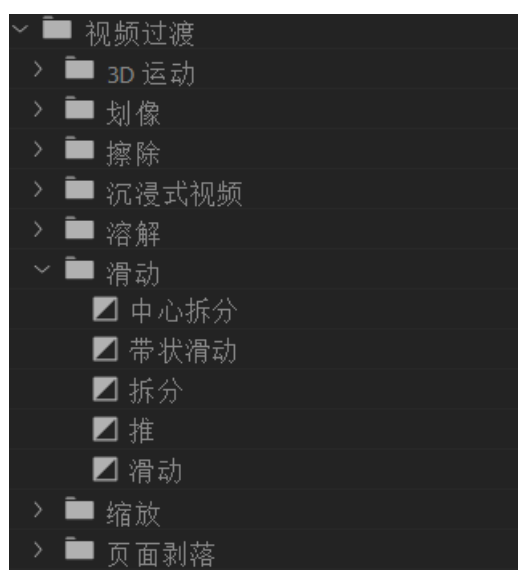 视频过渡
3D 运动
划像
擦除
沉浸式视频
溶解
滑动
中心拆分
带状滑动
拆分
推
滑动
缩放
页面剥落